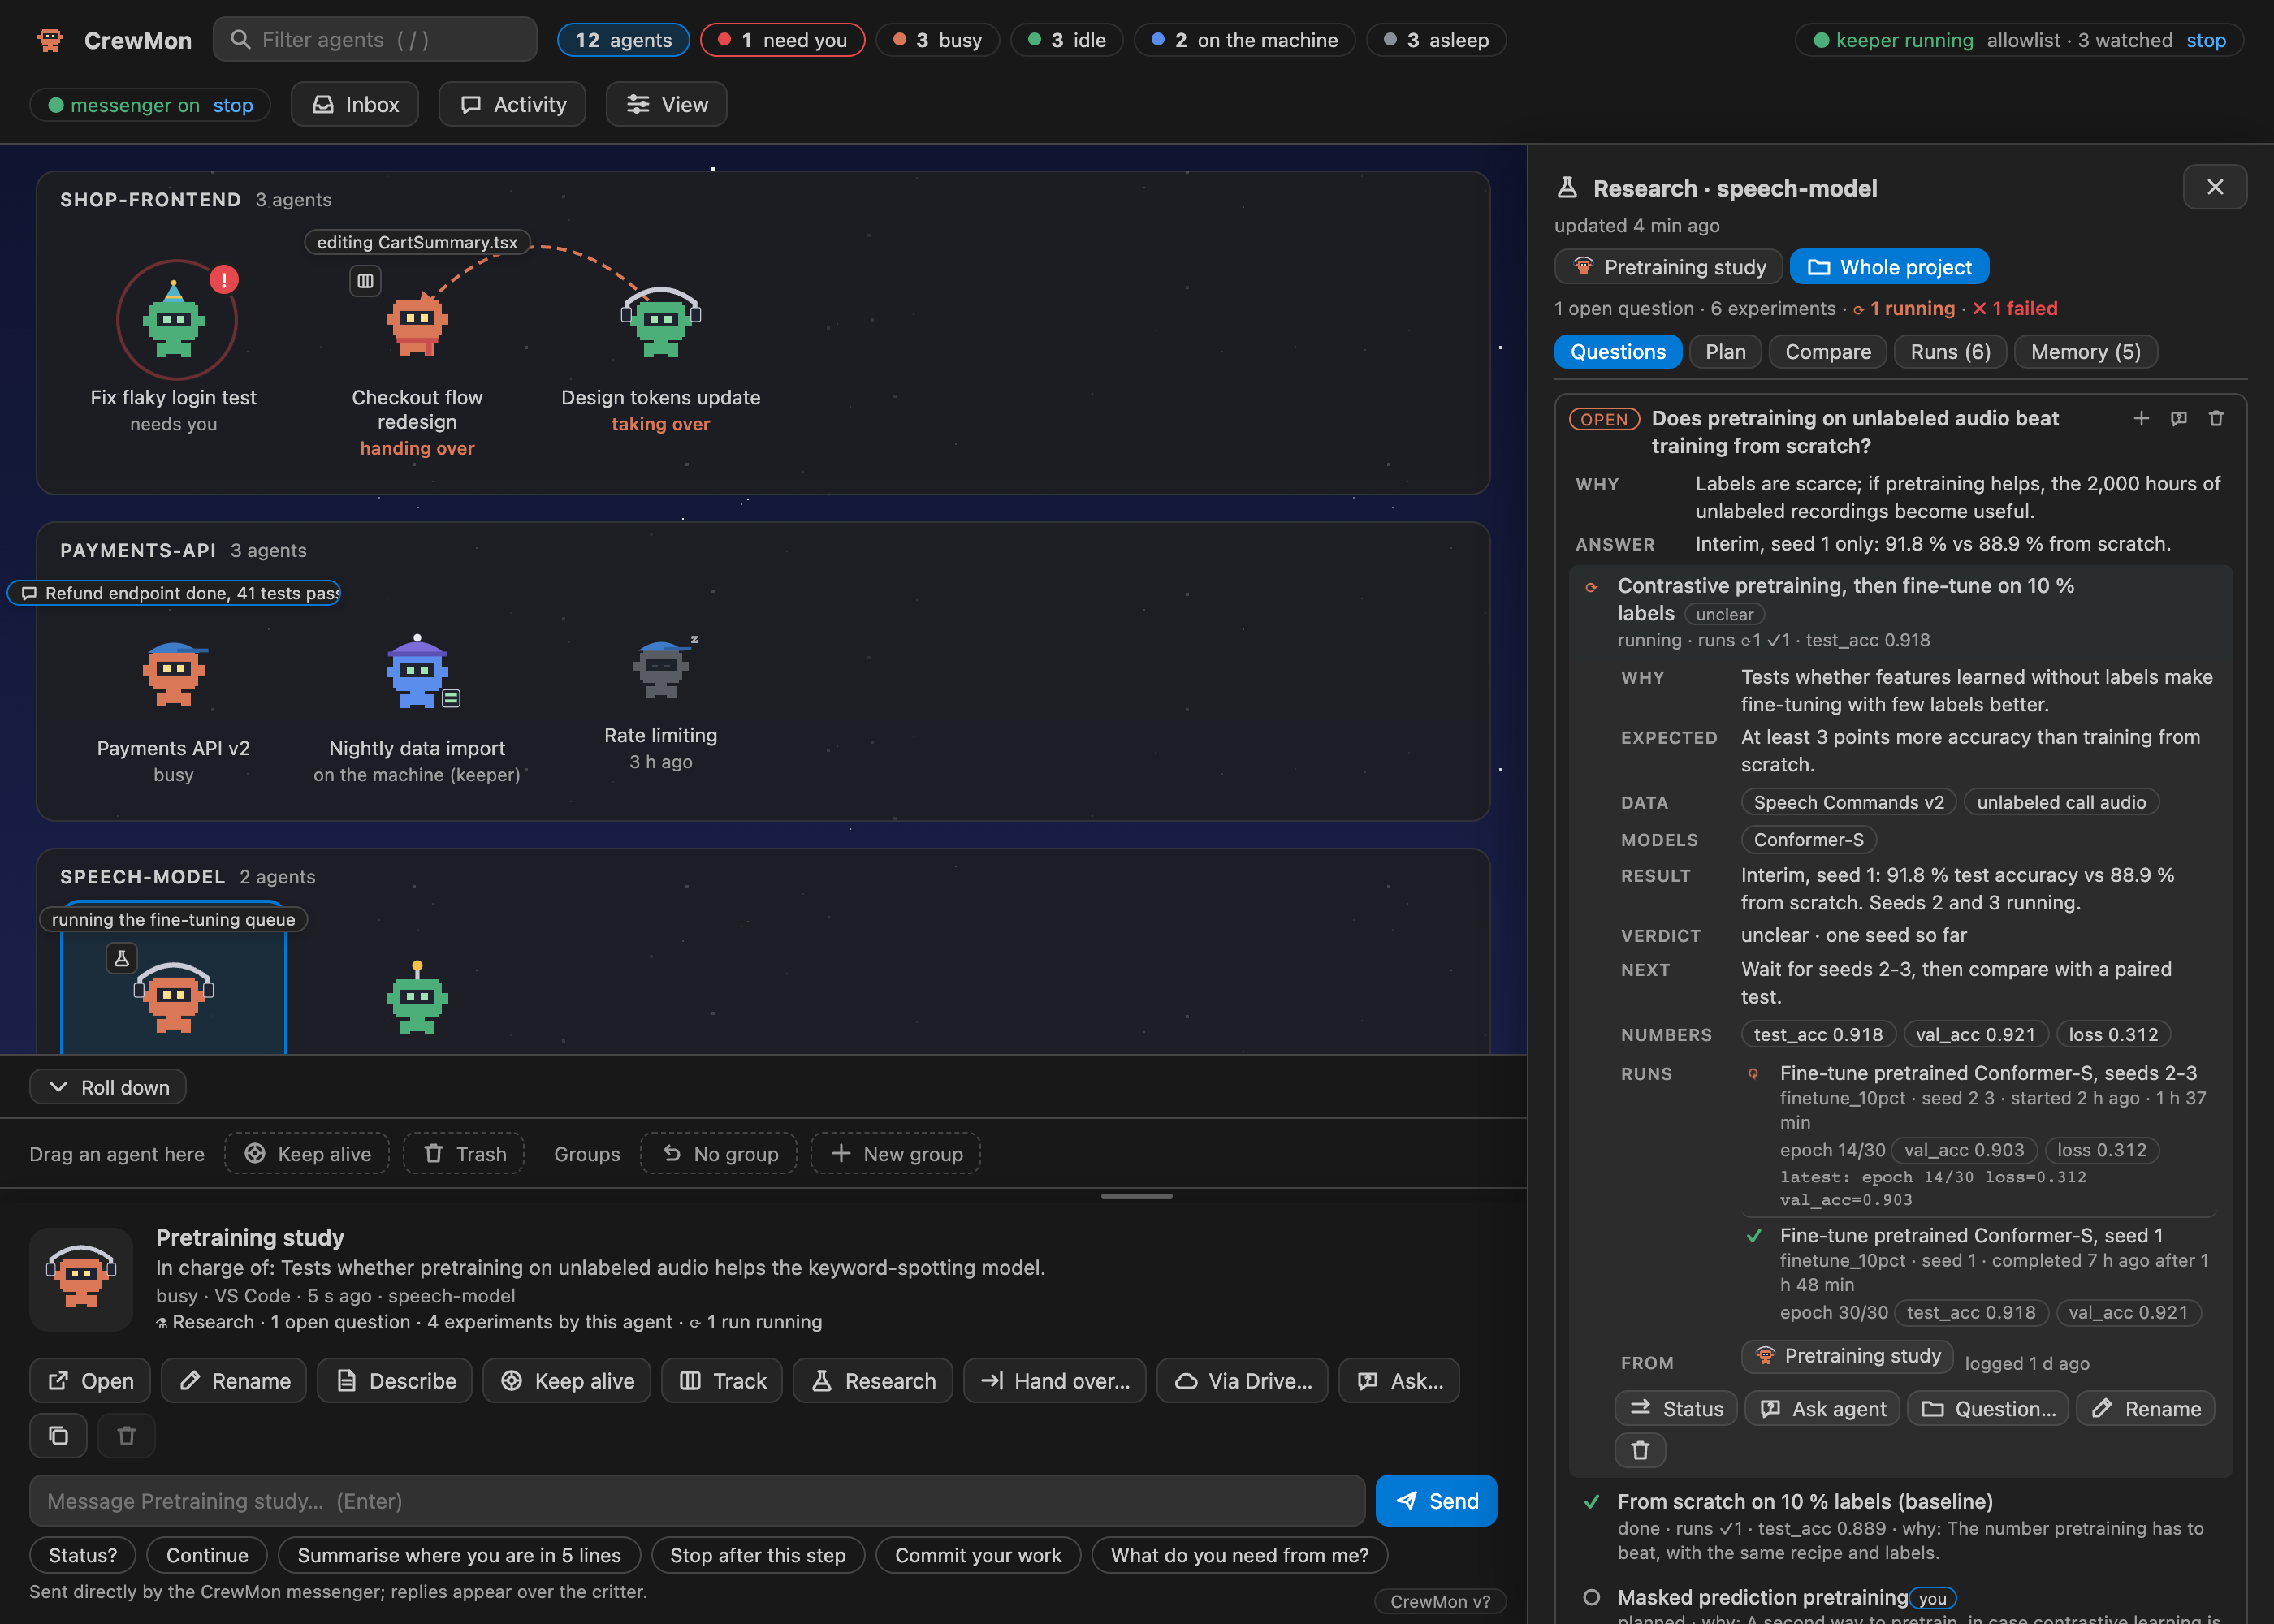 CrewMon
Filter agents ( / )
12 agents
1 need you
3 busy
3 idle
2 on the machine
3 asleep
keeper running allowlist · 3 watched stop
messenger on stop
Inbox
Activity
View
SHOP-FRONTEND 3 agents
editing CartSummary.tsx
!
Fix flaky login test
needs you
Checkout flow
redesign
handing over
Design tokens update
taking over
PAYMENTS-API 3 agents
Refund endpoint done, 41 tests pass
z
Payments API v2
busy
Nightly data import
on the machine (keeper)
Rate limiting
3 h ago
SPEECH-MODEL 2 agents
running the fine-tuning queue
Roll down
Drag an agent here
Keep alive
Trash
Groups
No group
New group
Pretraining study
In charge of: Tests whether pretraining on unlabeled audio helps the keyword-spotting model.
busy · VS Code · 5 s ago · speech-model
Research · 1 open question · 4 experiments by this agent · ⟳ 1 run running
Open
Rename
Describe
Keep alive
Track
Research
Hand over...
Via Drive...
Ask...
Message Pretraining study... (Enter)
Send
Status?
Continue
Summarise where you are in 5 lines
Stop after this step
Commit your work
What do you need from me?
Sent directly by the CrewMon messenger; replies appear over the critter.
CrewMon v?
Research · speech-model
updated 4 min ago
Pretraining study
Whole project
1 open question · 6 experiments · ⟳ 1 running · ✕ 1 failed
Questions
Plan
Compare
Runs (6)
Memory (5)
OPEN Does pretraining on unlabeled audio beat
training from scratch?
WHY Labels are scarce; if pretraining helps, the 2,000 hours of
unlabeled recordings become useful.
ANSWER Interim, seed 1 only: 91.8 % vs 88.9 % from scratch.
⟳ Contrastive pretraining, then fine-tune on 10 %
labels unclear
running · runs ⟳1 ✓1 · test_acc 0.918
WHY Tests whether features learned without labels make
fine-tuning with few labels better.
EXPECTED At least 3 points more accuracy than training from
scratch.
DATA Speech Commands v2 unlabeled call audio
MODELS Conformer-S
RESULT Interim, seed 1: 91.8 % test accuracy vs 88.9 %
from scratch. Seeds 2 and 3 running.
VERDICT unclear · one seed so far
NEXT Wait for seeds 2-3, then compare with a paired
test.
NUMBERS test_acc 0.918 val_acc 0.921 loss 0.312
RUNS Fine-tune pretrained Conformer-S, seeds 2-3
finetune_10pct · seed 2 3 · started 2 h ago · 1 h 37
min
epoch 14/30 val_acc 0.903 loss 0.312
latest: epoch 14/30 loss=0.312
val_acc=0.903
✓ Fine-tune pretrained Conformer-S, seed 1
finetune_10pct · seed 1 · completed 7 h ago after 1
h 48 min
epoch 30/30 test_acc 0.918 val_acc 0.921
FROM Pretraining study logged 1 d ago
Status
Ask agent
Question...
Rename
✓ From scratch on 10 % labels (baseline)
done · runs ✓1 · test_acc 0.889 · why: The number pretraining has to
beat, with the same recipe and labels.
Masked prediction pretraining you
planned · why: A second way to pretrain, in case contrastive learning is